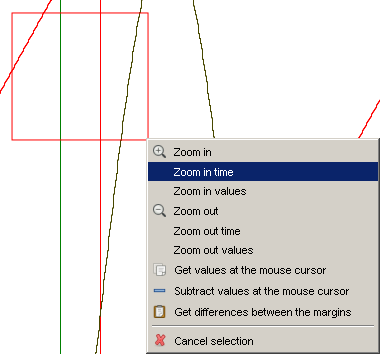 Zoom in
Zoom in time
Zoom in values
Zoom out
Zoom out time
Zoom out values
Get values at the mouse cursor
Subtract values at the mouse cursor
Get differences between the margins
Cancel selection